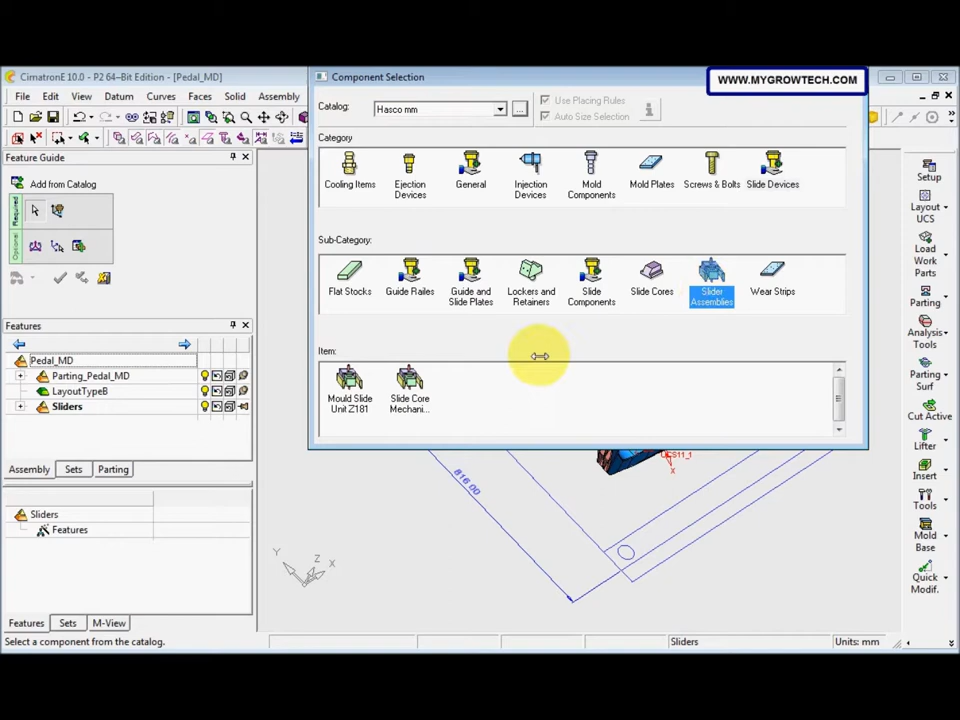 CimatronE 10.0 - P2 64-Bit Edition - [Pedal_MD]
Component Selection
WWW.MYGROWTECH.COM
File Edit View Datum Curves Faces Solid Assembly
Catalog: Hasco mm ... Use Placing Rules
Auto Size Selection
Feature Guide
Category
Add from Catalog
Cooling Items
Ejection Devices
General
Injection Devices
Mold Components
Mold Plates
Screws & Bolts
Slide Devices
Required
Optional
Sub-Category:
Flat Stocks
Guide Railes
Guide and Slide Plates
Lockers and Retainers
Slide Components
Slide Cores
Slider Assemblies
Wear Strips
Item:
Mould Slide Unit Z181
Slide Core Mechani...
Features
Pedal_MD
Parting_Pedal_MD
LayoutTypeB
Sliders
Assembly Sets Parting
Sliders
Features
Features Sets M-View
816.00
UCS11_1
X
Y
Z
X
Setup
Layout UCS
Load Work Parts
Parting
Analysis Tools
Parting Surf
Cut Active
Lifter
Insert
Tools
Mold Base
Quick Modif.
Select a component from the catalog.
Sliders
Units: mm